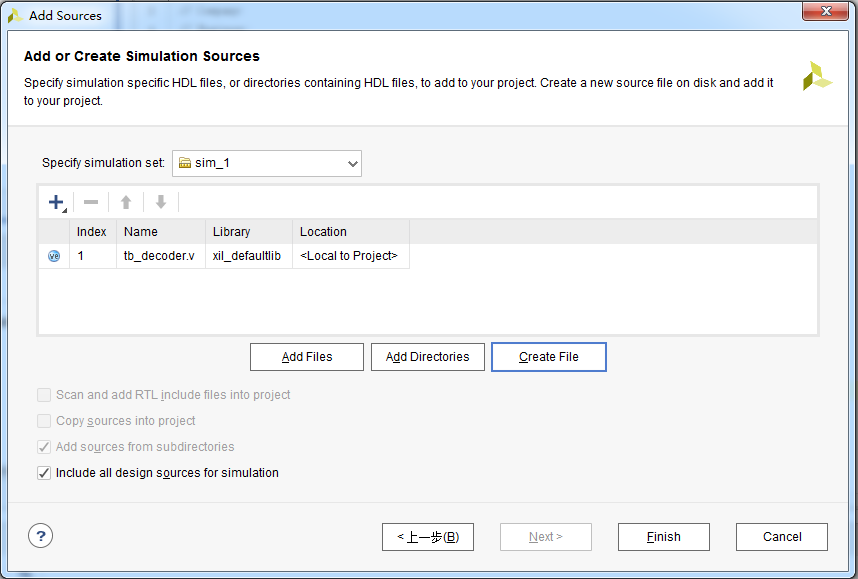 Add Sources
Add or Create Simulation Sources
Specify simulation specific HDL files, or directories containing HDL files, to add to your project. Create a new source file on disk and add it
to your project.
Specify simulation set: sim_1
Index Name Library Location
ve 1 tb_decoder.v xil_defaultlib <Local to Project>
Add Files Add Directories Create File
Scan and add RTL include files into project
Copy sources into project
Add sources from subdirectories
Include all design sources for simulation
? < 上一步(B) Next > Finish Cancel